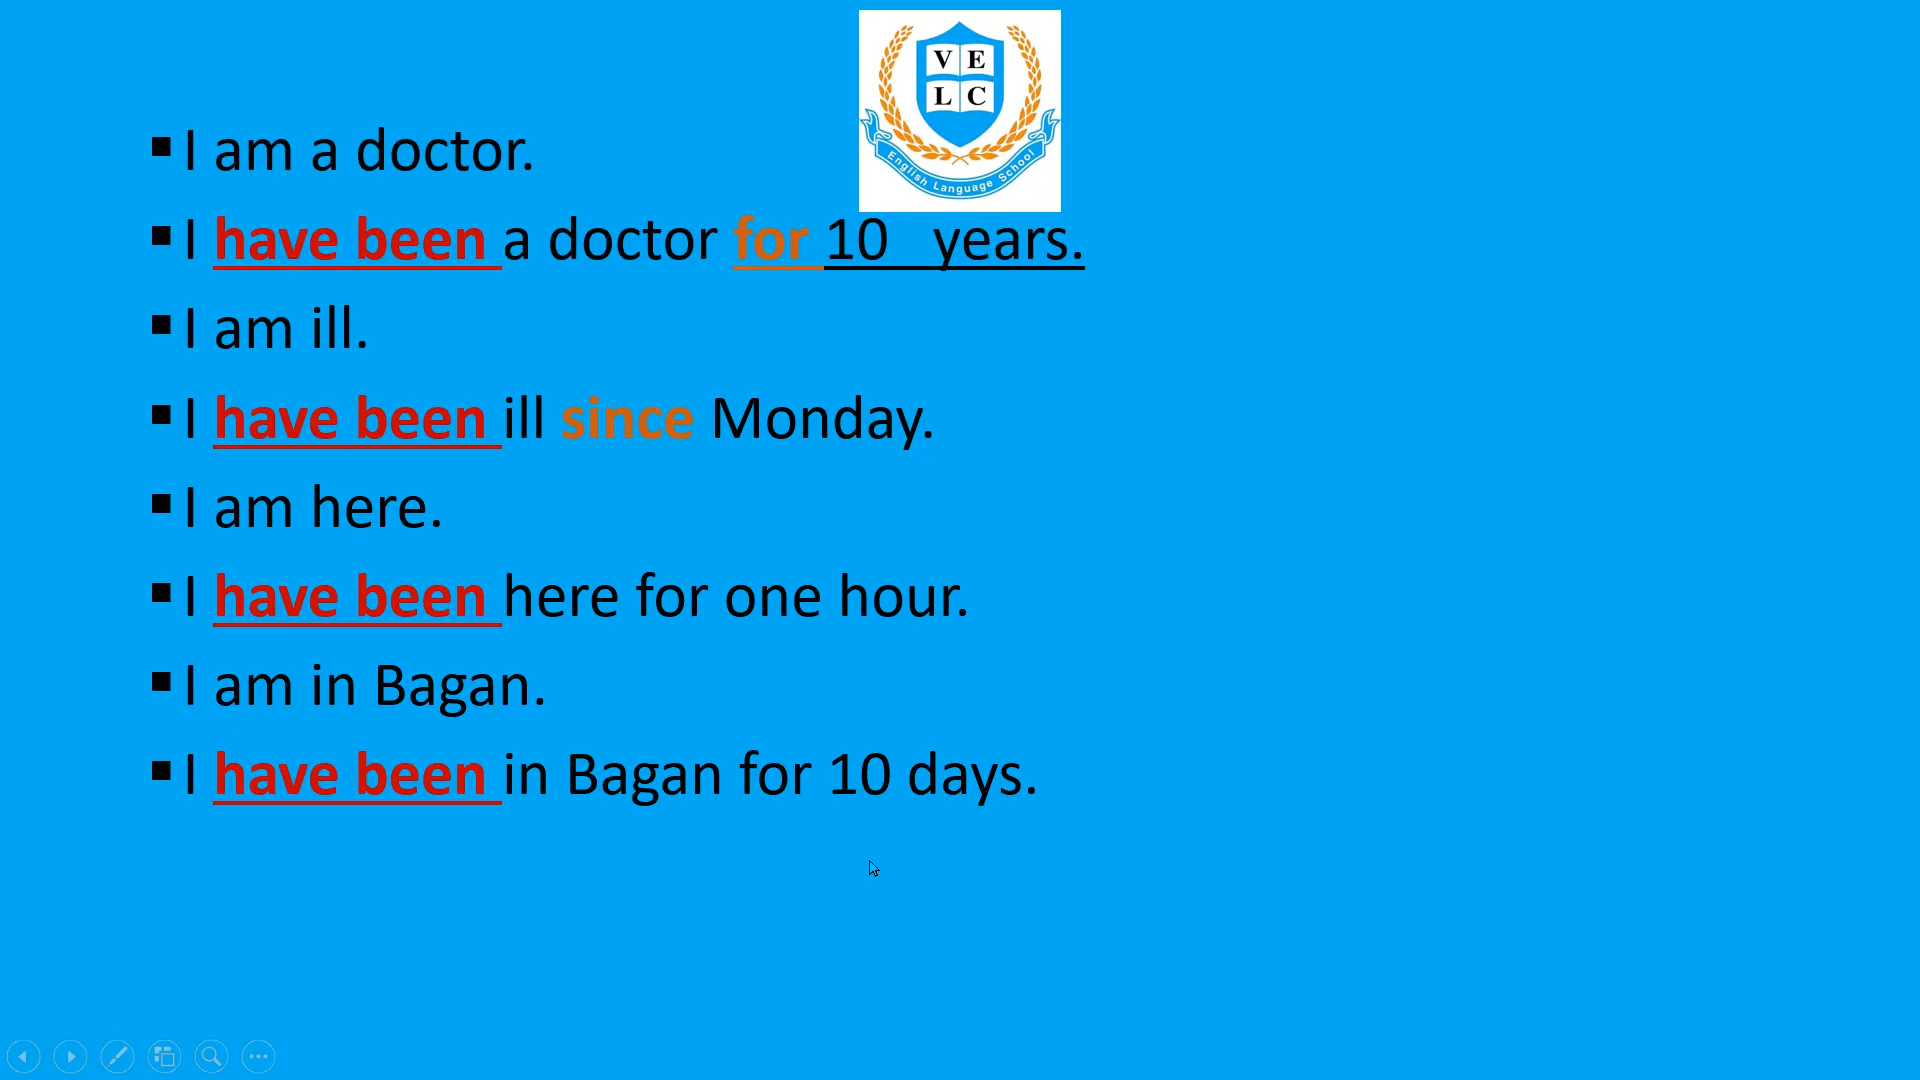 V E
L C
English Language School
▪ I am a doctor.
▪ I have been a doctor for 10 years.
▪ I am ill.
▪ I have been ill since Monday.
▪ I am here.
▪ I have been here for one hour.
▪ I am in Bagan.
▪ I have been in Bagan for 10 days.